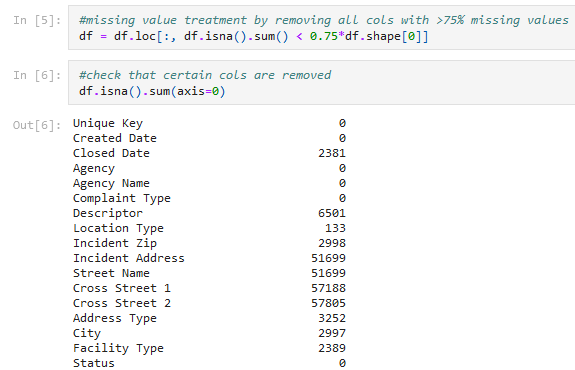 In [5]: #missing value treatment by removing all cols with >75% missing values
df = df.loc[:, df.isna().sum() < 0.75*df.shape[0]]
In [6]: #check that certain cols are removed
df.isna().sum(axis=0)
Out[6]: Unique Key 0
Created Date 0
Closed Date 2381
Agency 0
Agency Name 0
Complaint Type 0
Descriptor 6501
Location Type 133
Incident Zip 2998
Incident Address 51699
Street Name 51699
Cross Street 1 57188
Cross Street 2 57805
Address Type 3252
City 2997
Facility Type 2389
Status 0